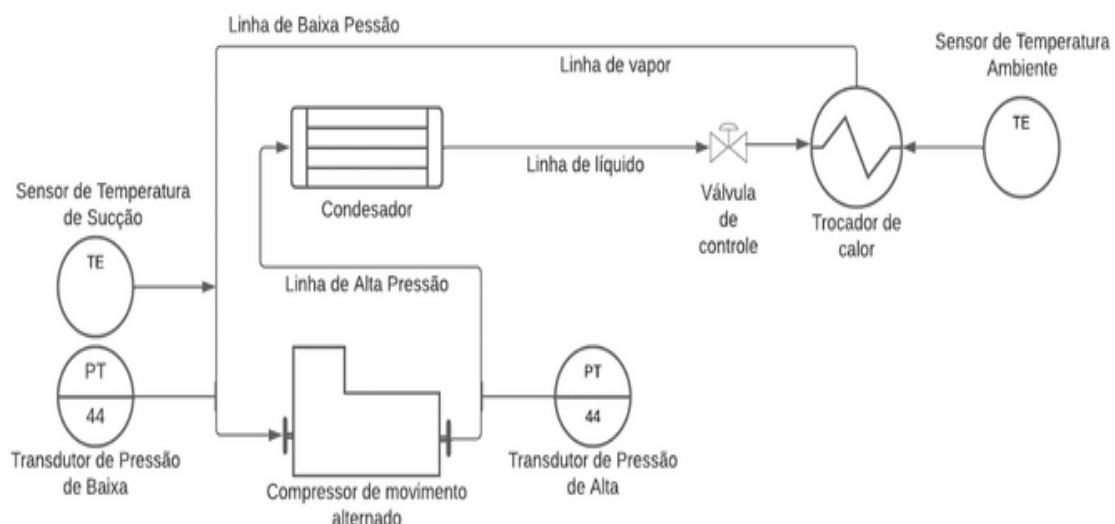 Linha de Baixa Pessão
Linha de vapor
Sensor de Temperatura
Ambiente
TE
Linha de líquido
Condesador
Válvula
de
controle
Trocador de
calor
Sensor de Temperatura
de Sucção
TE
Linha de Alta Pressão
PT
44
Transdutor de Pressão
de Baixa
Compressor de movimento
alternado
PT
44
Transdutor de Pressão
de Alta